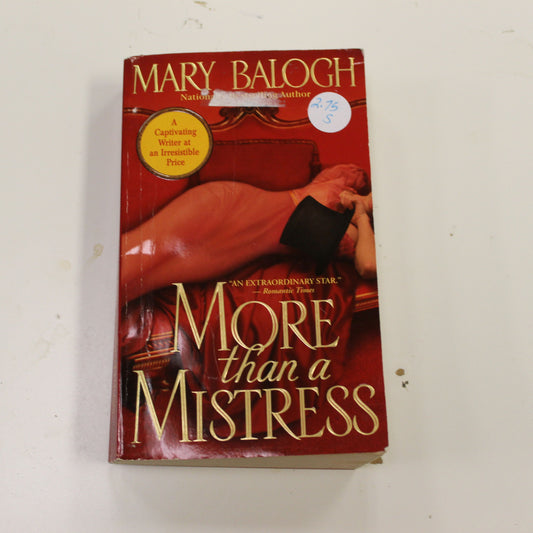 MARY BALOGH
Author
2.75
S
A
Captivating
Writer at
an Irresistible
Price
"AN EXTRAORDINARY STAR."
— Romantic Times
MORE
than a
MISTRESS